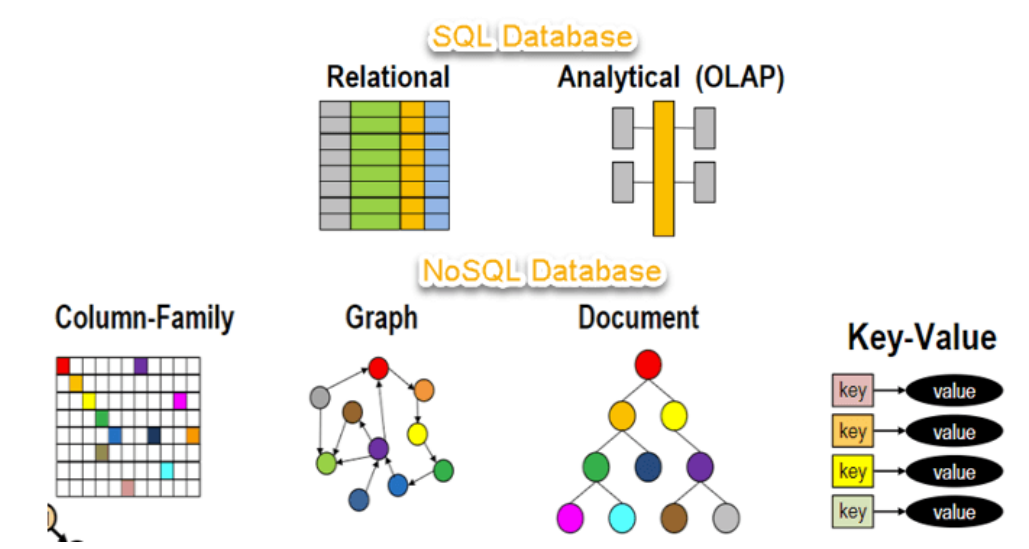 SQL Database
Relational
Analytical (OLAP)
NoSQL Database
Column-Family
Graph
Document
Key-Value
key value
key value
key value
key value